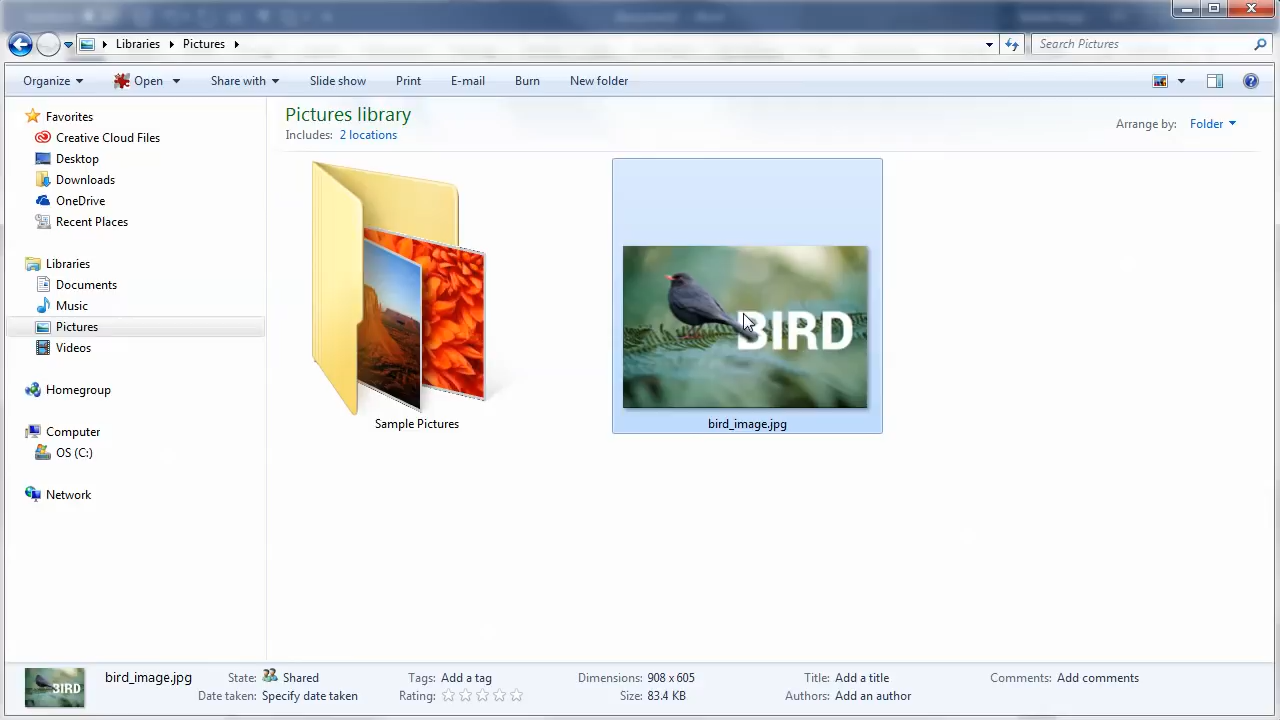 Libraries Pictures
Search Pictures
Organize Open Share with Slide show Print E-mail Burn New folder
Favorites
Creative Cloud Files
Desktop
Downloads
OneDrive
Recent Places
Libraries
Documents
Music
Pictures
Videos
Homegroup
Computer
OS (C:)
Network
Pictures library
Includes: 2 locations
Arrange by: Folder
BIRD
Sample Pictures
bird_image.jpg
BIRD
bird_image.jpg State: Shared Tags: Add a tag Dimensions: 908 x 605 Title: Add a title Comments: Add comments
Date taken: Specify date taken Rating: Size: 83.4 KB Authors: Add an author